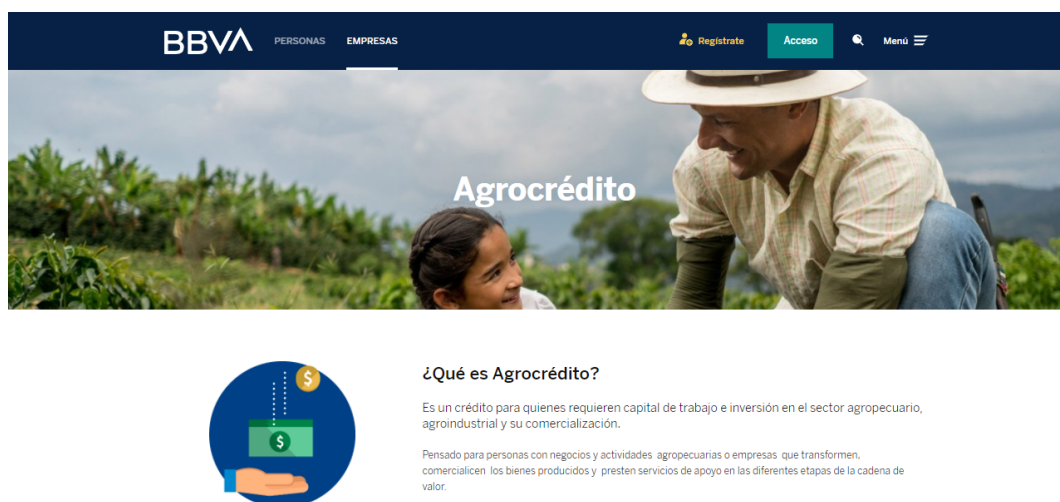 BBVA PERSONAS EMPRESAS Regístrate Acceso Menú
Agrocrédito
¿Qué es Agrocrédito?
Es un crédito para quienes requieren capital de trabajo e inversión en el sector agropecuario,
agroindustrial y su comercialización.
Pensado para personas con negocios y actividades agropecuarias o empresas que transformen,
comercialicen los bienes producidos y presten servicios de apoyo en las diferentes etapas de la cadena de
valor.
$
$